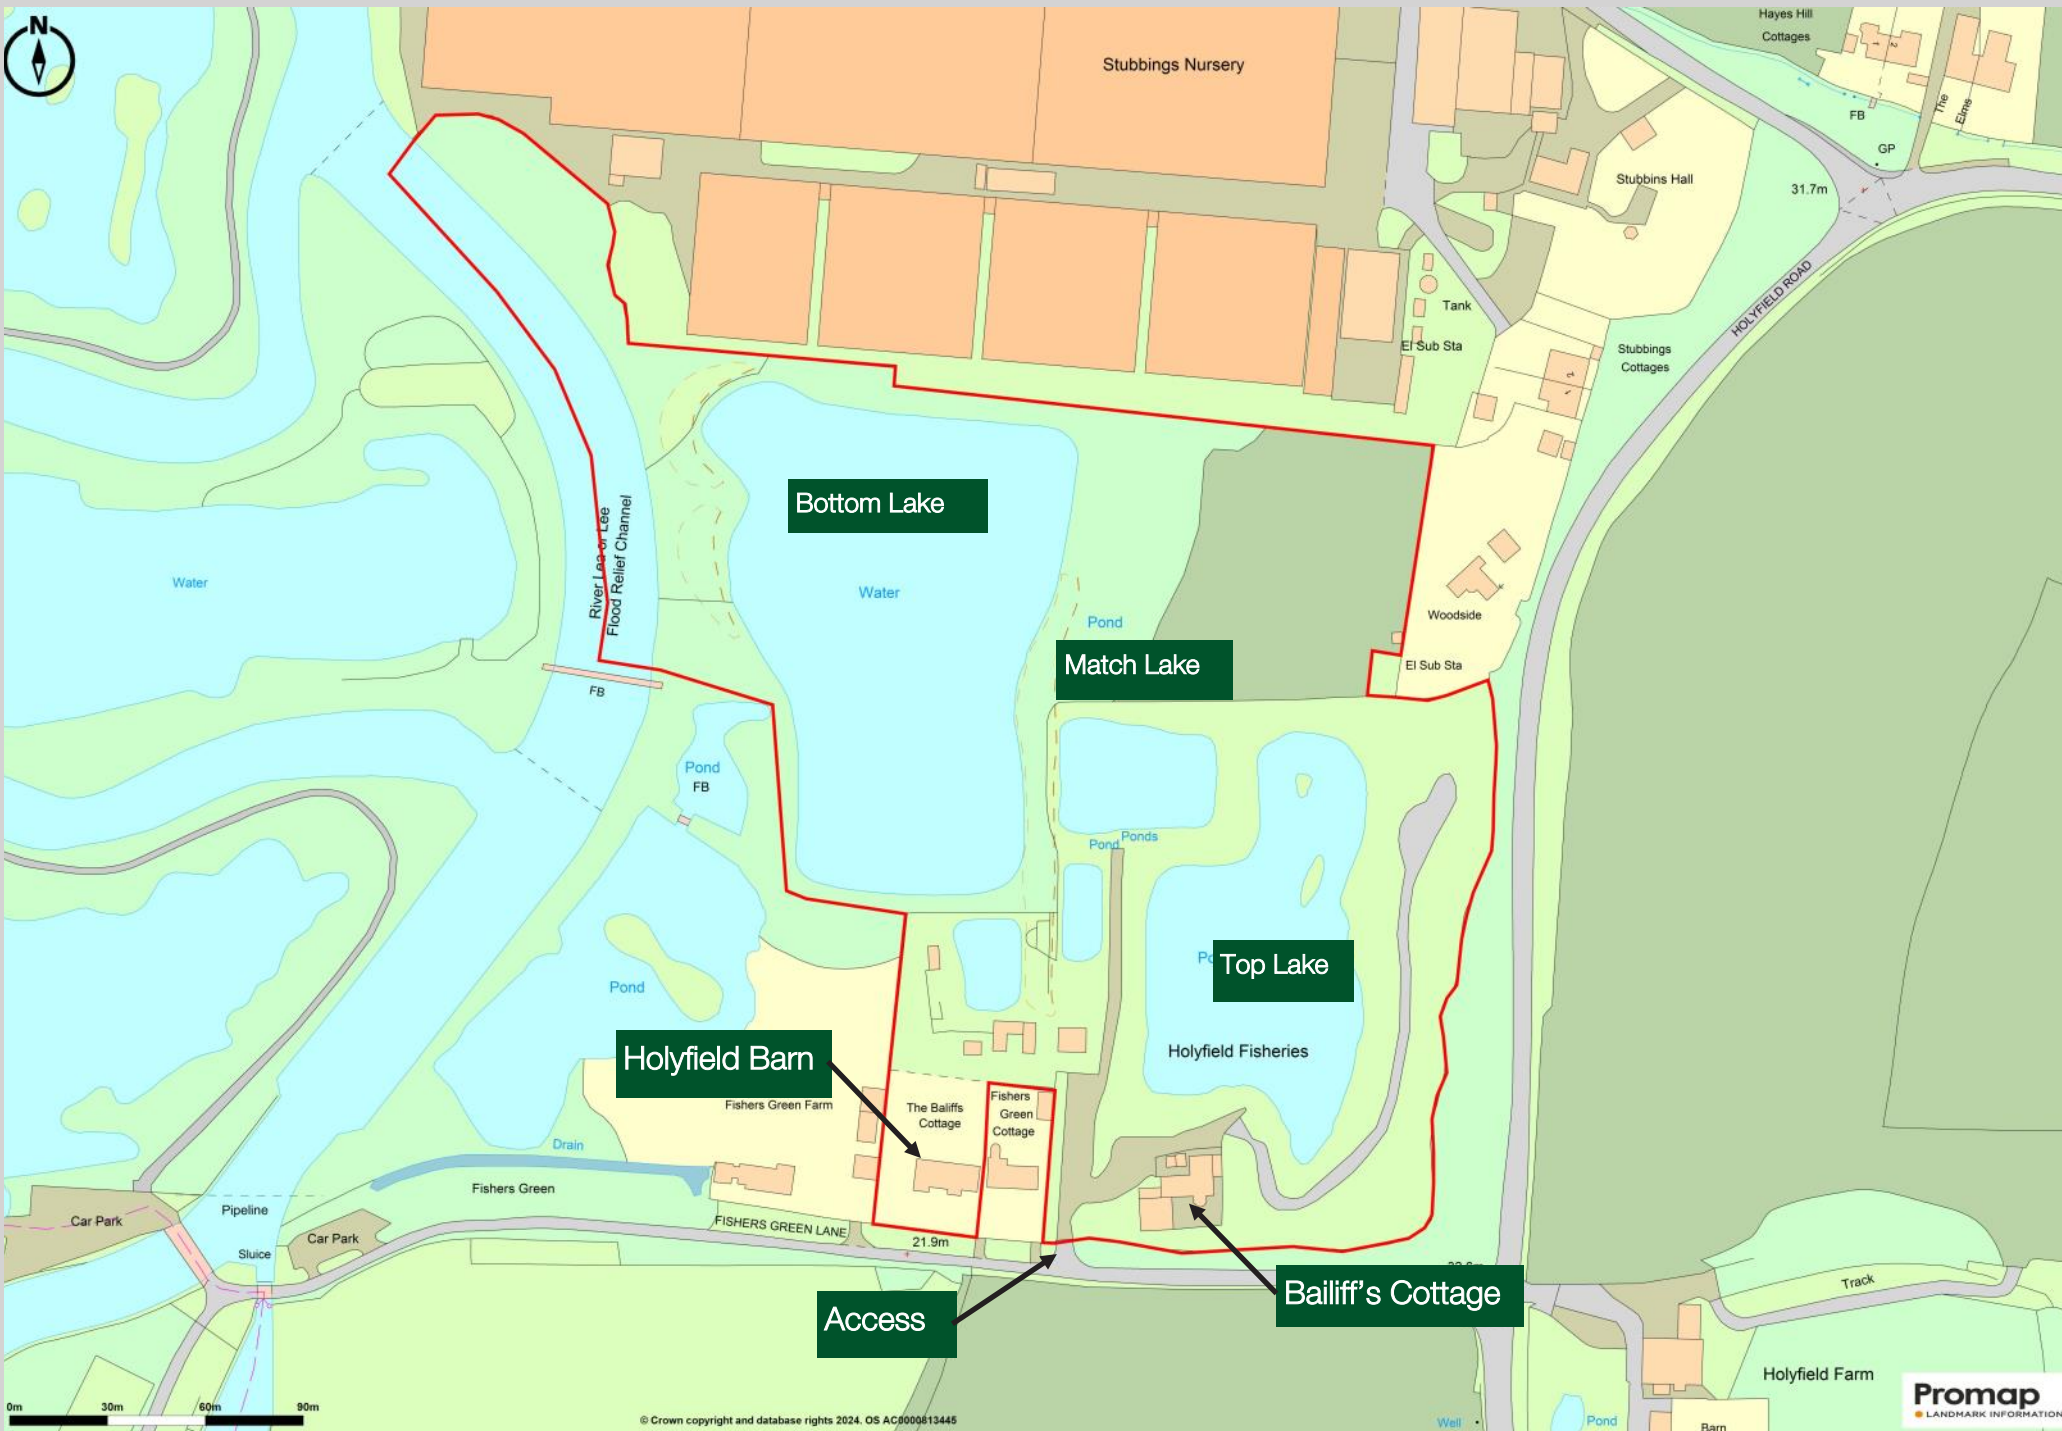 N
Stubbings Nursery
Hayes Hill
Cottages
1
2
The
Elms
FB
GP
31.7m
Stubbins Hall
HOLYFIELD ROAD
Tank
El Sub Sta
Stubbings
Cottages
2
1
Bottom Lake
Water
Water
River Lea or Lee
Flood Relief Channel
Pond
Match Lake
Woodside
El Sub Sta
FB
Pond
FB
Ponds
Pond
Top Lake
Pond
Holyfield Fisheries
Holyfield Barn
Fishers Green Farm
The Baliffs
Cottage
Fishers
Green
Cottage
Drain
Fishers Green
Pipeline
Car Park
Car Park
Sluice
FISHERS GREEN LANE
21.9m
Access
Bailiff's Cottage
Track
Holyfield Farm
Well
Pond
Barn
0m
30m
60m
90m
© Crown copyright and database rights 2024. OS AC0000813445
Promap
LANDMARK INFORMATION